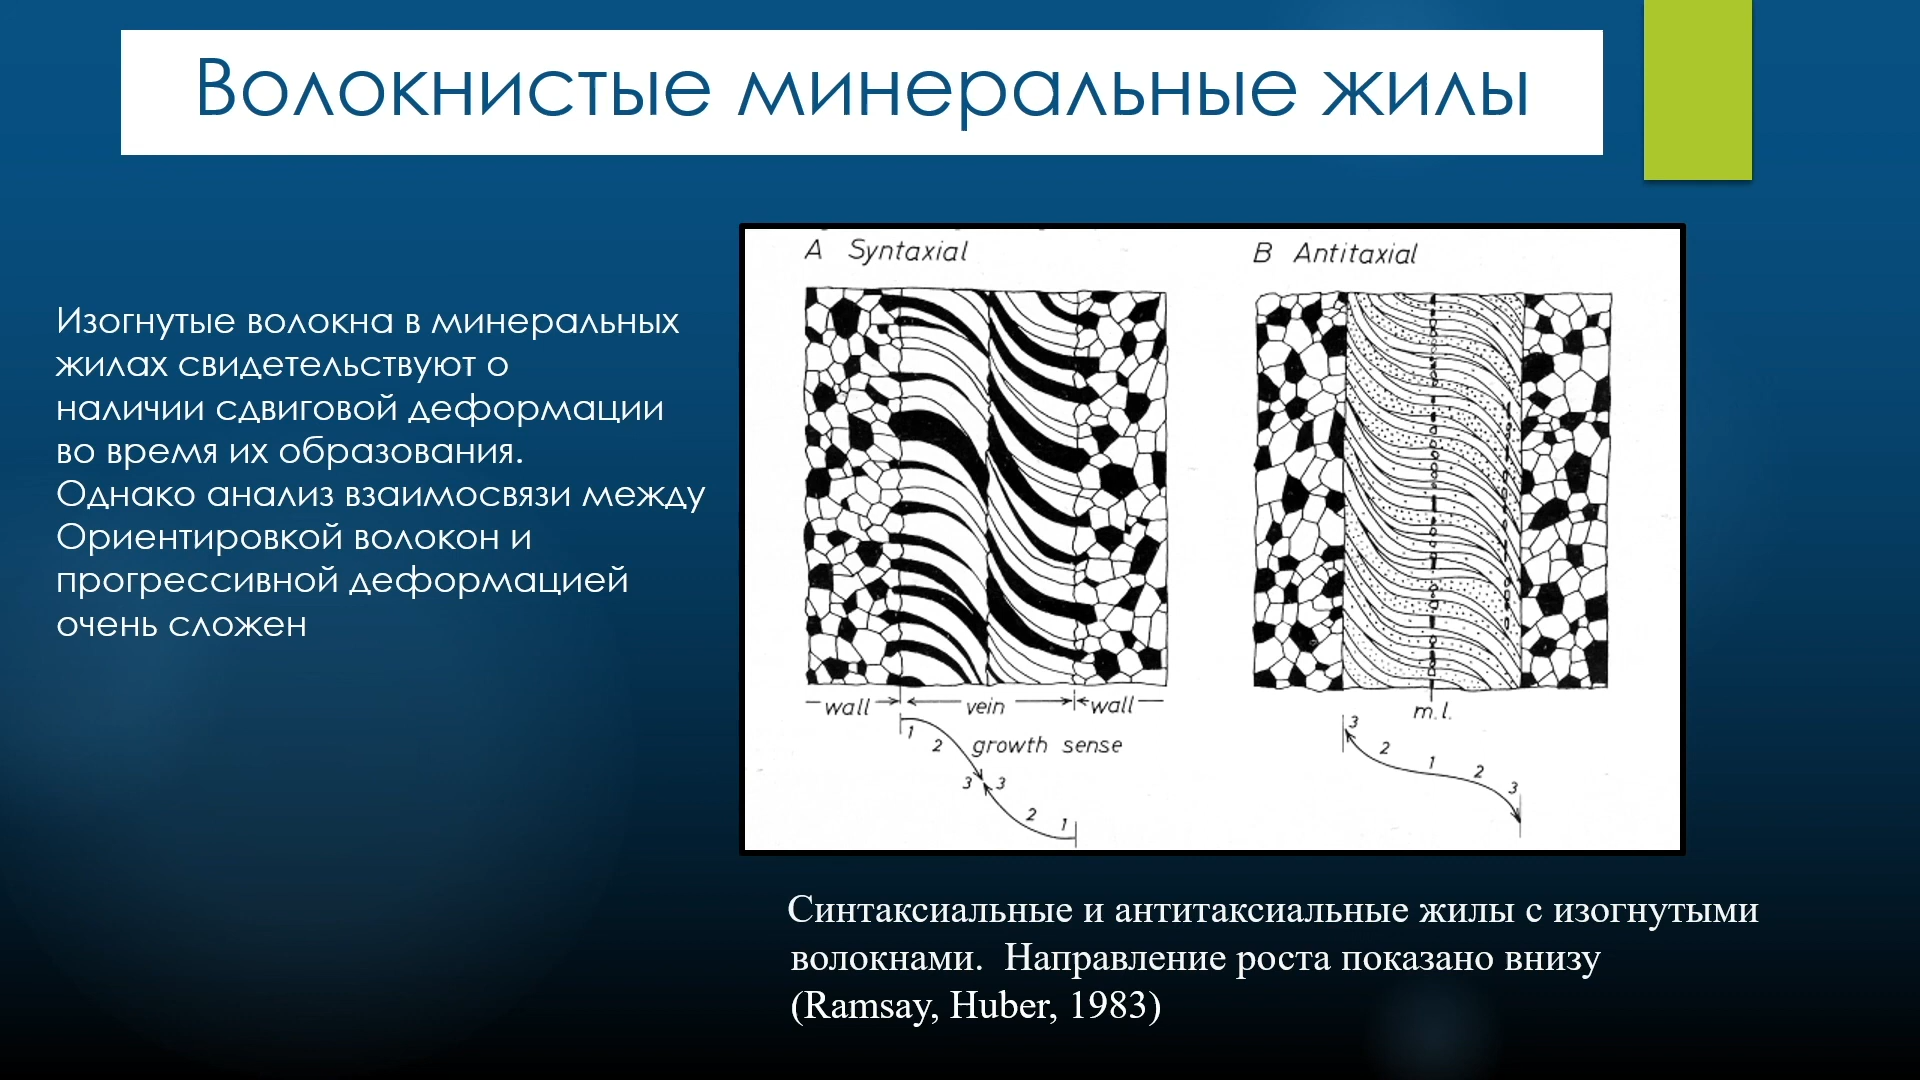 Волокнистые минеральные жилы
Изогнутые волокна в минеральных
жилах свидетельствуют о
наличии сдвиговой деформации
во время их образования.
Однако анализ взаимосвязи между
Ориентировкой волокон и
прогрессивной деформацией
очень сложен
A Syntaxial
B Antitaxial
wall vein wall
m.l.
1 2 growth sense
3 3
2 1
3 2 1 2 3
Синтаксиальные и антитаксиальные жилы с изогнутыми
волокнами. Направление роста показано внизу
(Ramsay, Huber, 1983)